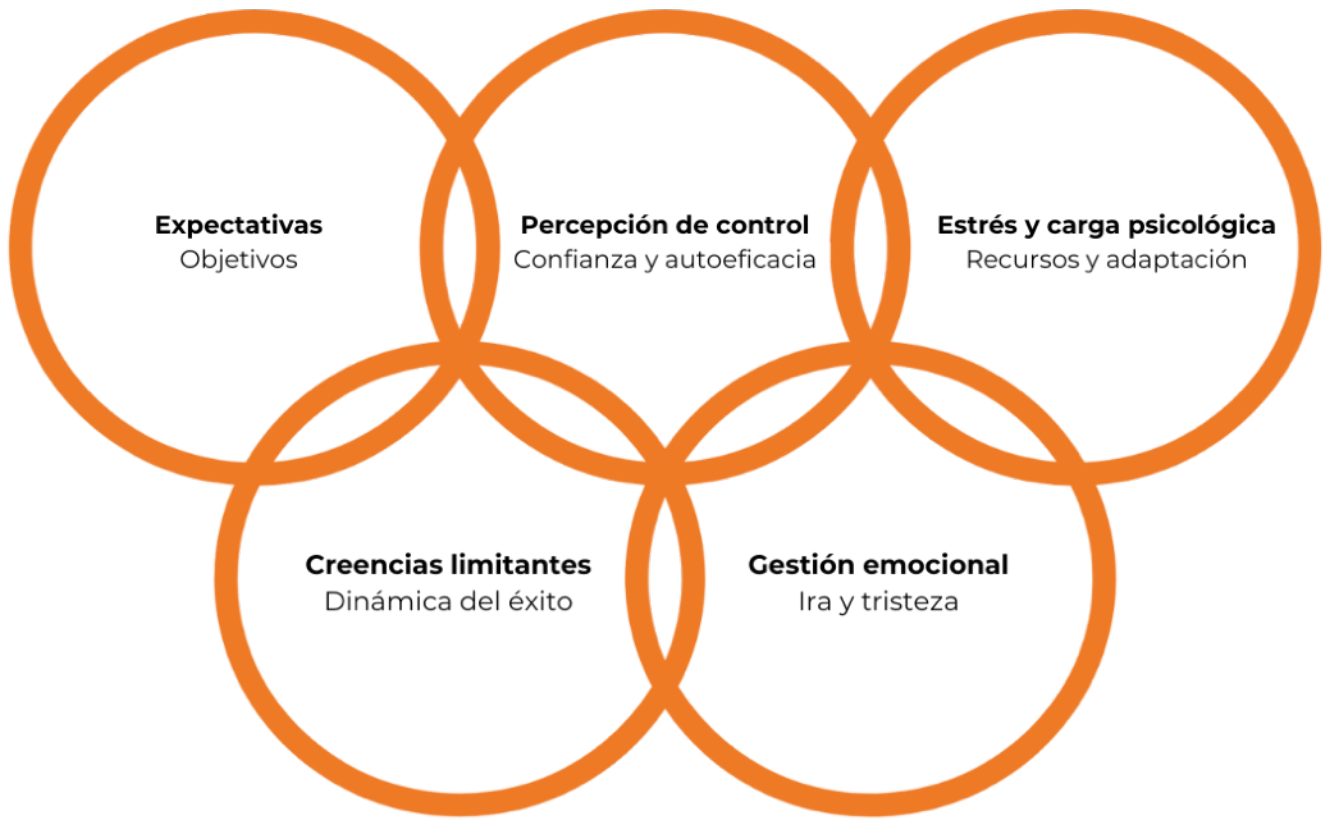 Expectativas
Objetivos
Percepción de control
Confianza y autoeficacia
Estrés y carga psicológica
Recursos y adaptación
Creencias limitantes
Dinámica del éxito
Gestión emocional
Ira y tristeza